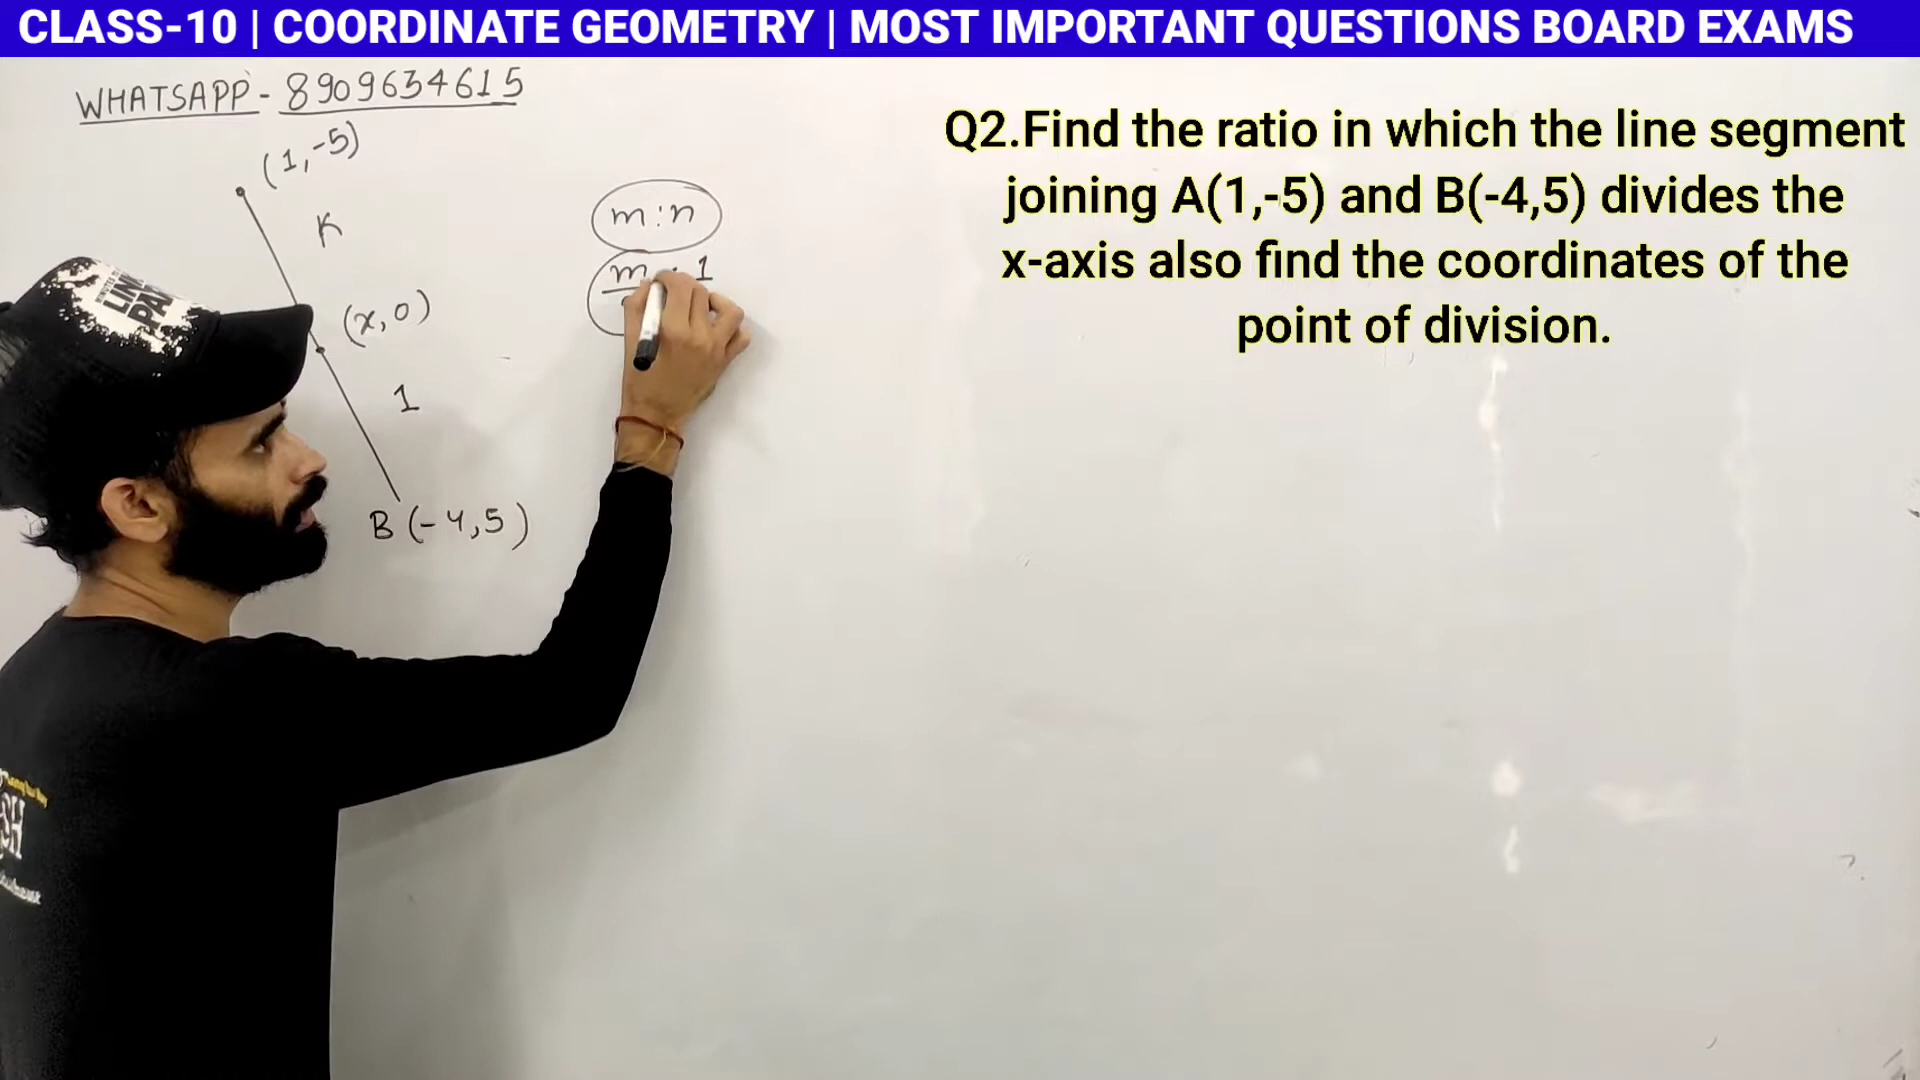 CLASS-10 | COORDINATE GEOMETRY | MOST IMPORTANT QUESTIONS BOARD EXAMS
WHATSAPP - 8909634615
(1,-5)
K
(x,0)
1
B (-4,5)
m:n
m : 1
Q2.Find the ratio in which the line segment
joining A(1,-5) and B(-4,5) divides the
x-axis also find the coordinates of the
point of division.